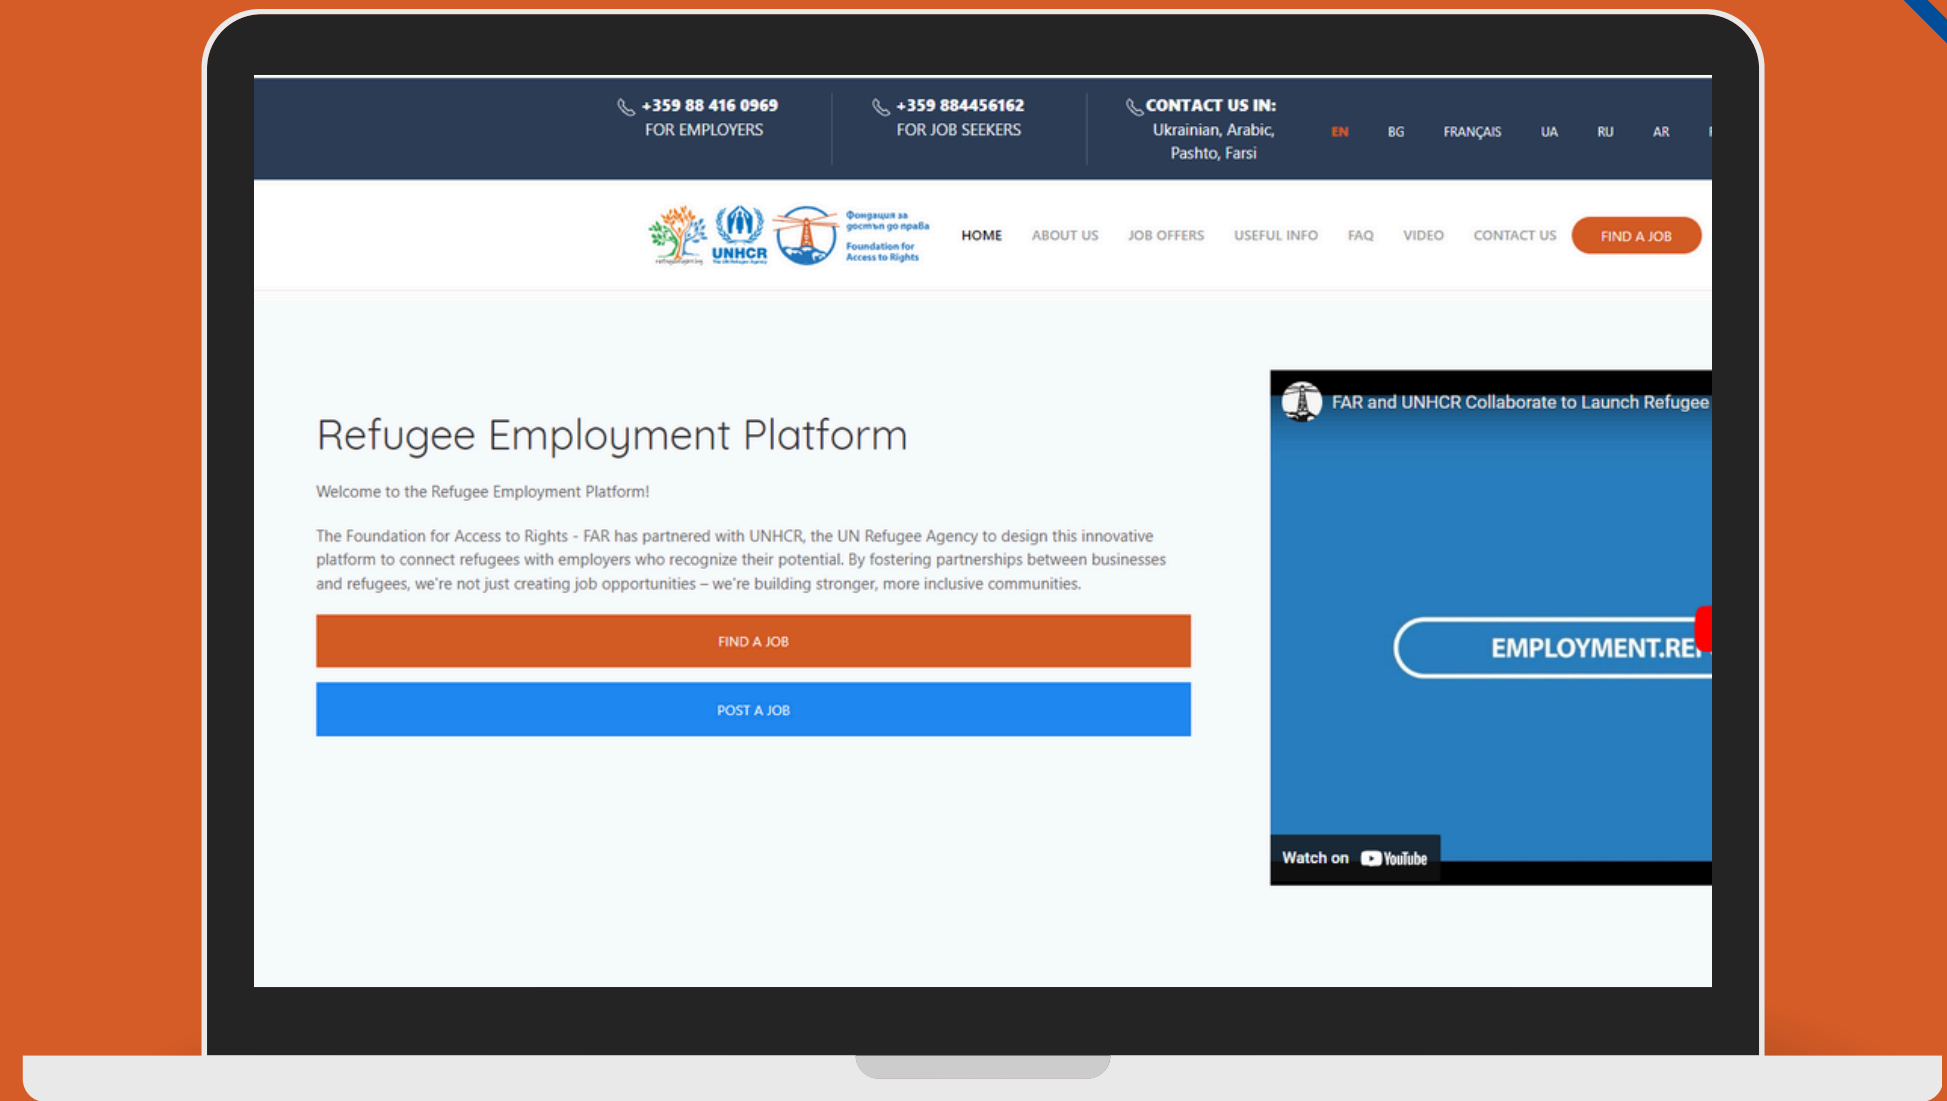 +359 88 416 0969
FOR EMPLOYERS
+359 884456162
FOR JOB SEEKERS
CONTACT US IN:
Ukrainian, Arabic,
Pashto, Farsi
EN BG FRANÇAIS UA RU AR
UNHCR
The UN Refugee Agency
Фондация за
достъп до права
Foundation for
Access to Rights
HOME ABOUT US JOB OFFERS USEFUL INFO FAQ VIDEO CONTACT US FIND A JOB
FAR and UNHCR Collaborate to Launch Refugee
Refugee Employment Platform
Welcome to the Refugee Employment Platform!
The Foundation for Access to Rights - FAR has partnered with UNHCR, the UN Refugee Agency to design this innovative
platform to connect refugees with employers who recognize their potential. By fostering partnerships between businesses
and refugees, we're not just creating job opportunities – we're building stronger, more inclusive communities.
FIND A JOB
POST A JOB
EMPLOYMENT.RE
Watch on YouTube